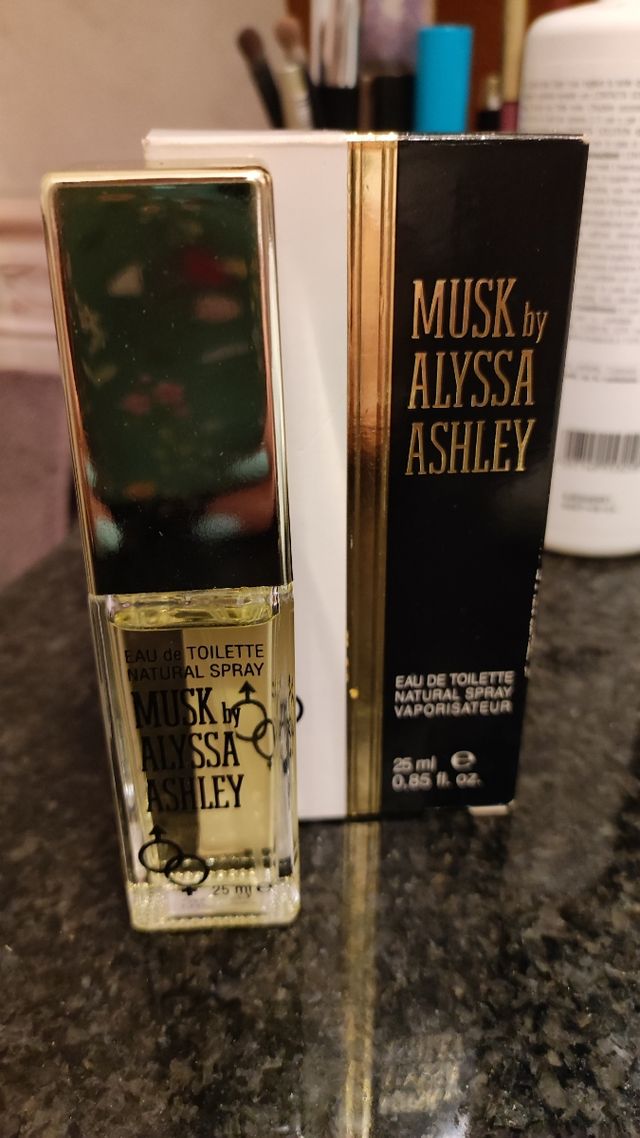 EAU de TOILETTE
NATURAL SPRAY
MUSK by
ALYSSA
ASHLEY
25 ml e
MUSK by
ALYSSA
ASHLEY
EAU DE TOILETTE
NATURAL SPRAY
VAPORISATEUR
25 ml e
0.85 fl. oz.